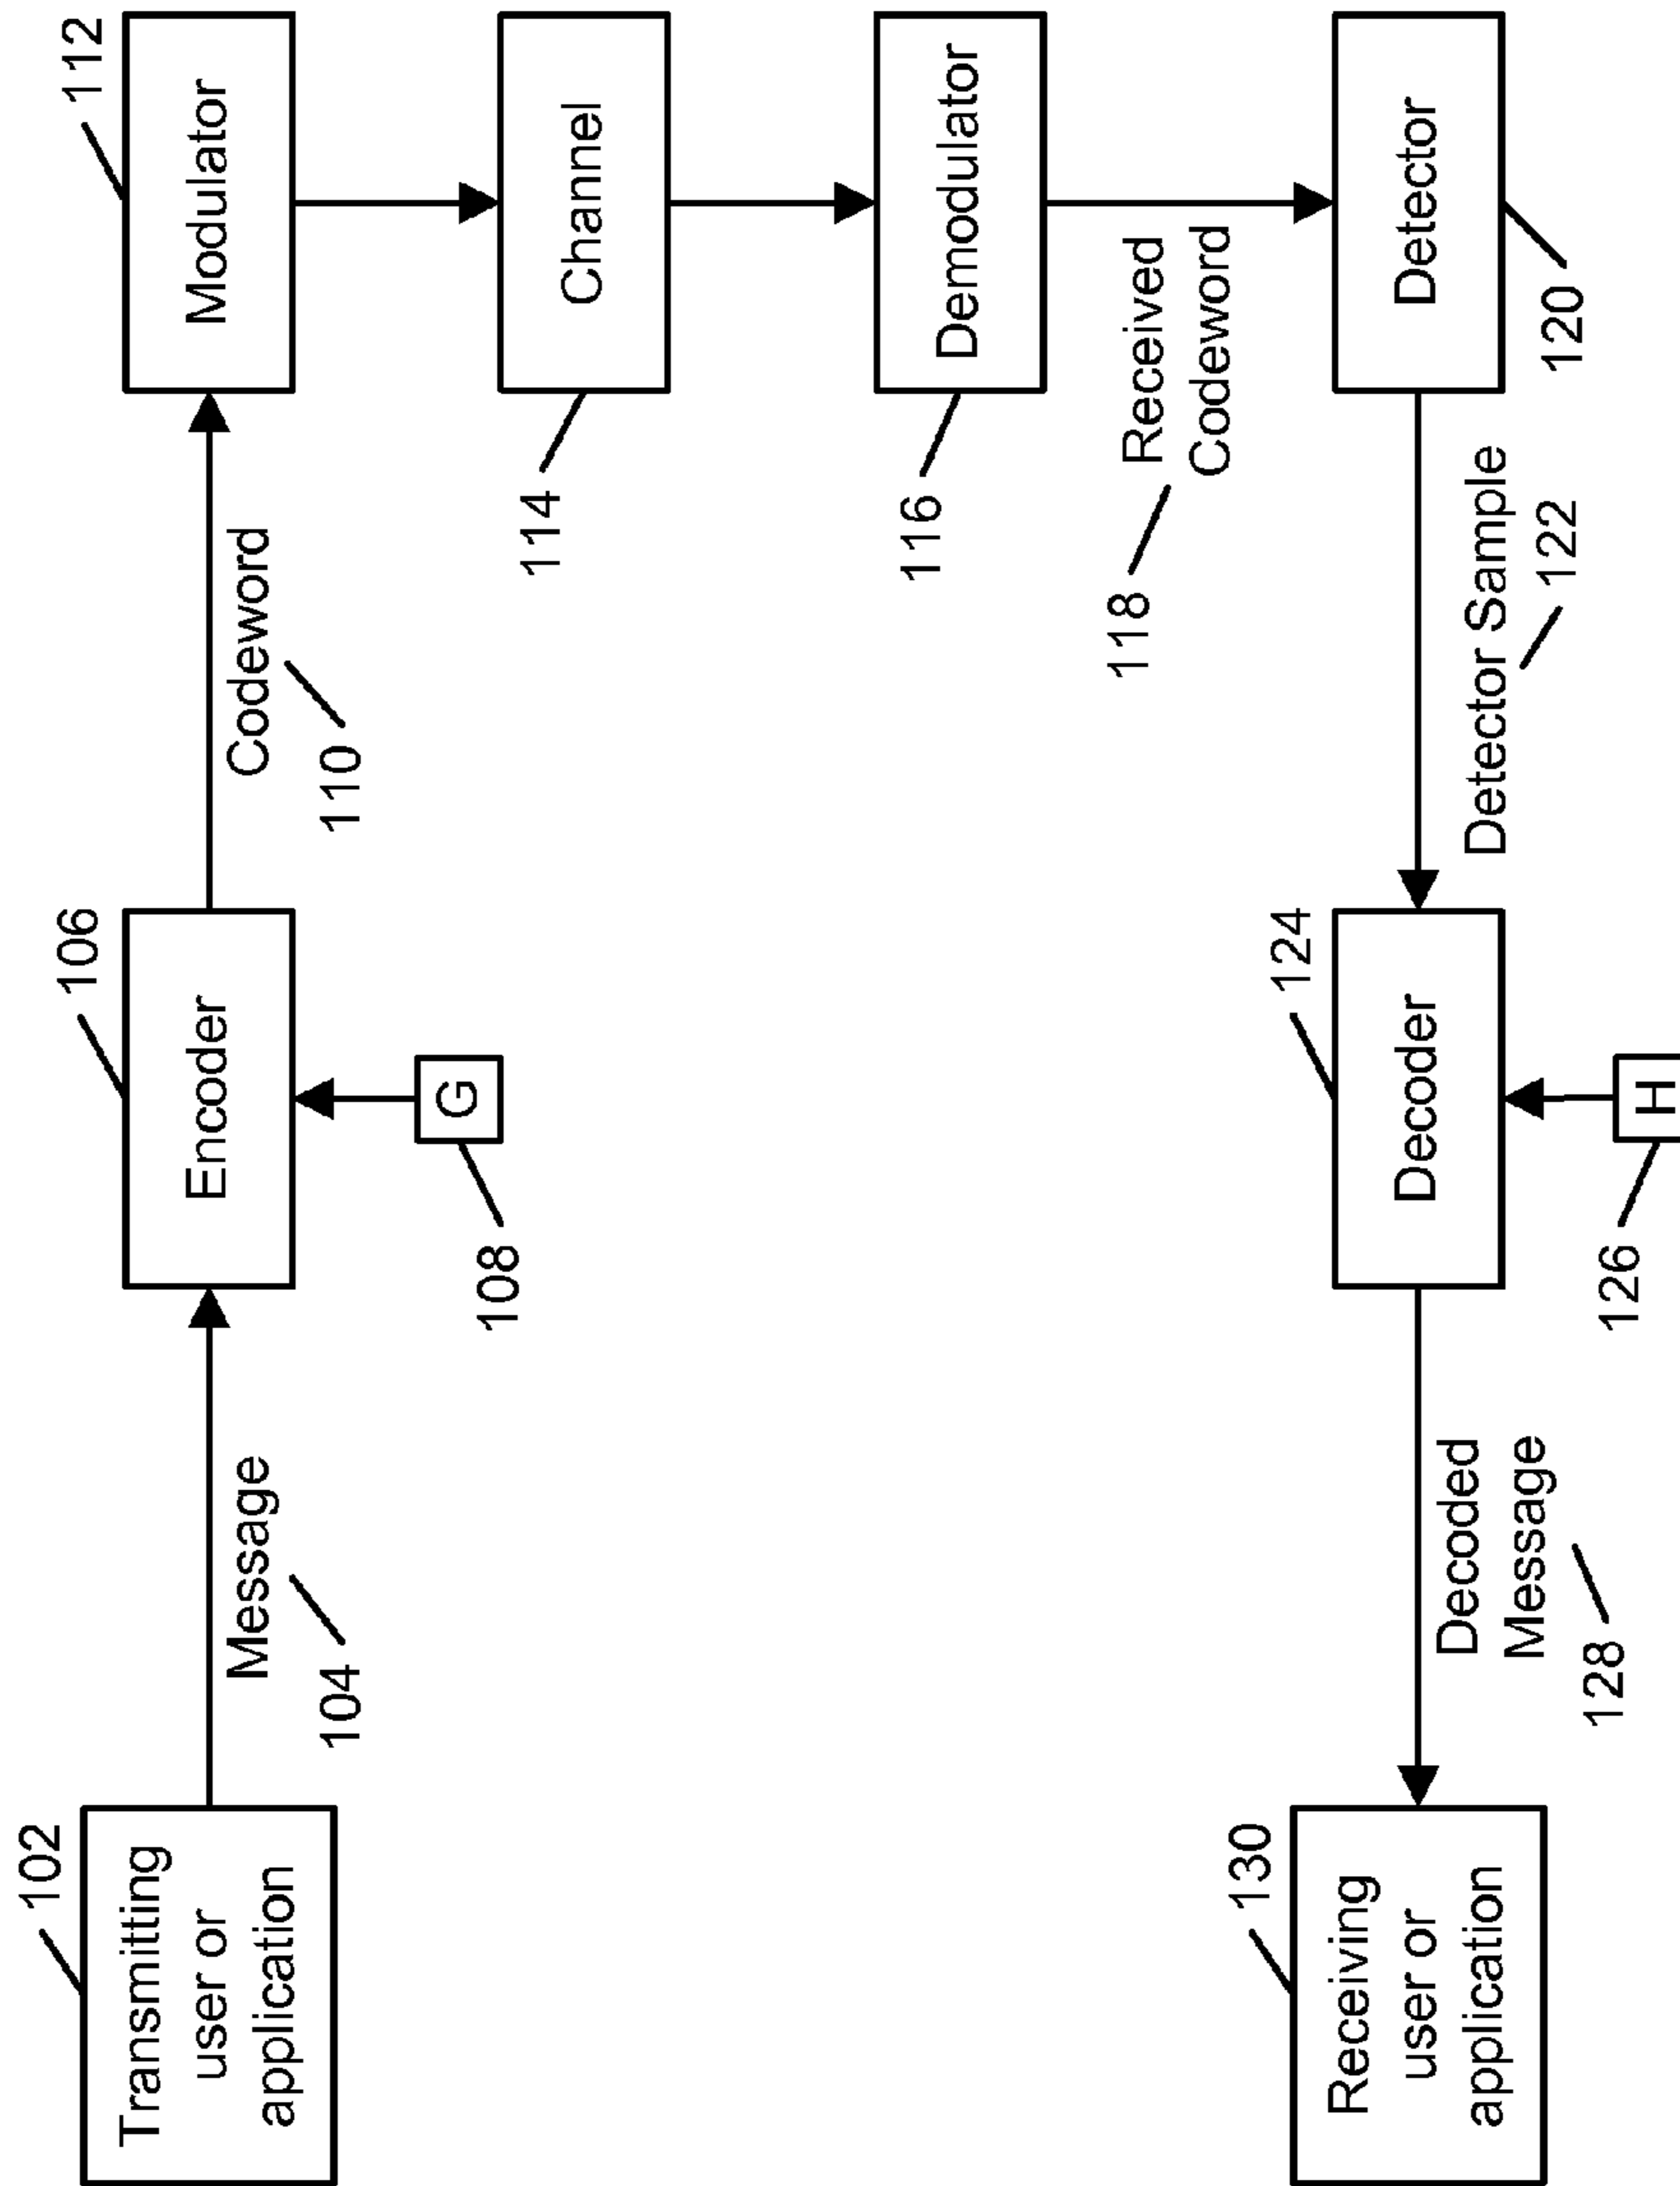 102
Transmitting
user or
application
Message
104
106
Encoder
G
108
Codeword
110
112
Modulator
Channel
114
Demodulator
116
Received
Codeword
118
Detector
120
Detector Sample
122
124
Decoder
H
126
Decoded
Message
128
130
Receiving
user or
application